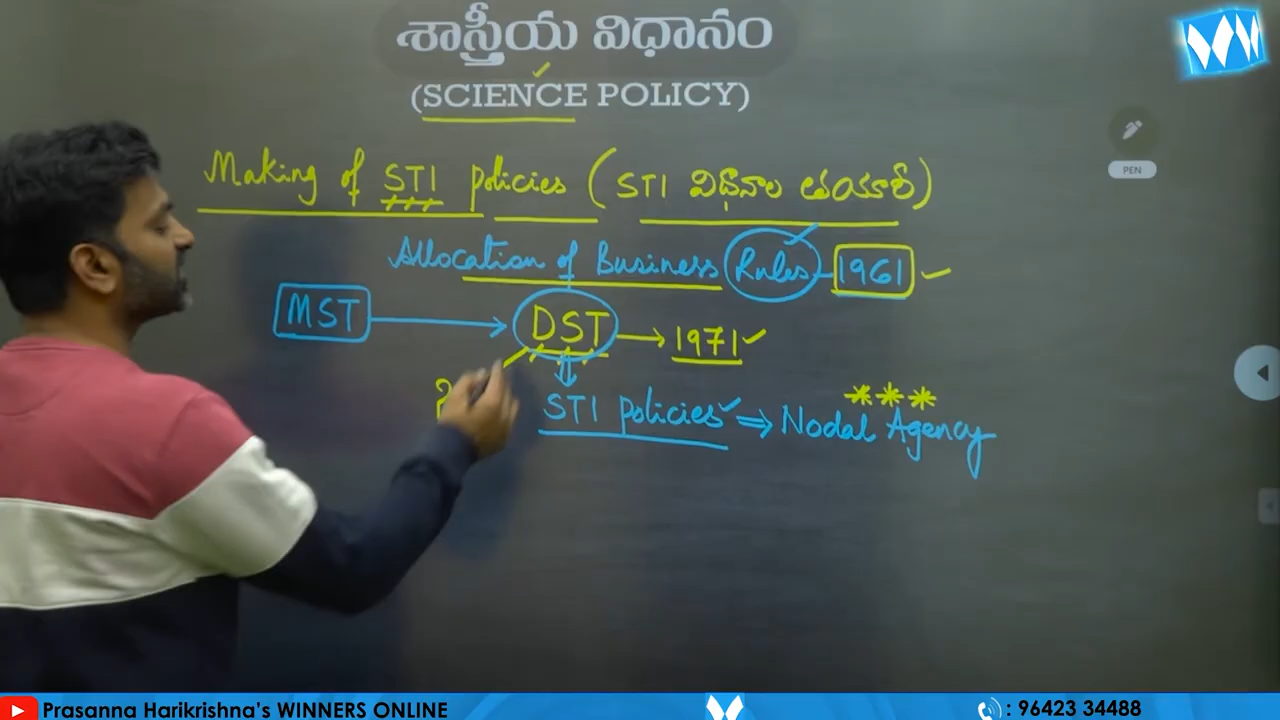 శాస్త్రీయ విధానం
(SCIENCE POLICY)
Making of STI policies (STI విధానాల తయారీ)
Allocation of Business Rules - 1961
MST → DST → 1971
STI policies ⇒ Nodal Agency
PEN
Prasanna Harikrishna's WINNERS ONLINE
: 96423 34488